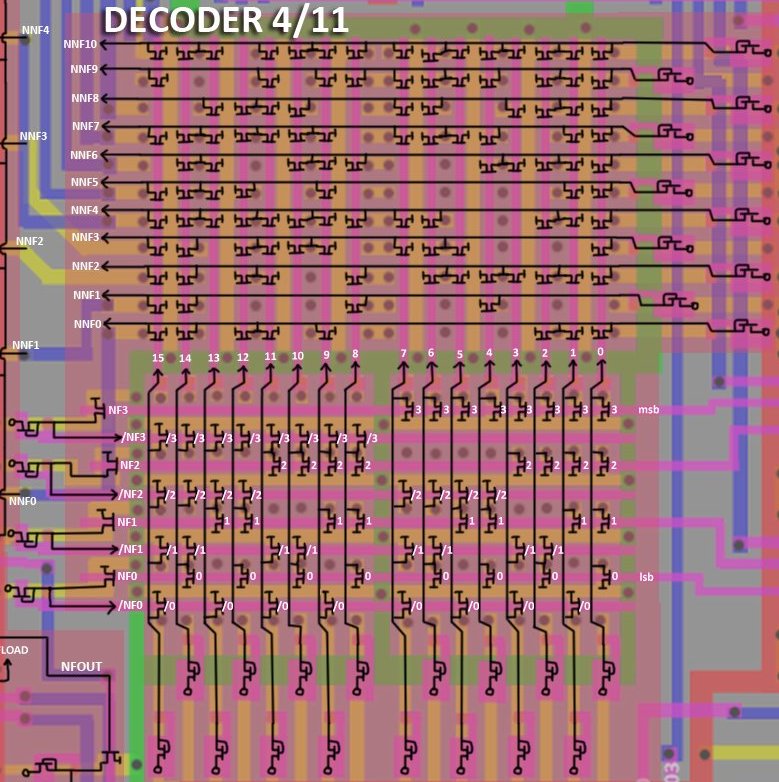 DECODER 4/11
NNF4
NNF10
NNF9
NNF8
NNF7
NNF3
NNF6
NNF5
NNF4
NNF3
NNF2
NNF2
NNF1
NNF0
NNF1
15 14 13 12 11 10 9 8 7 6 5 4 3 2 1 0
NF3 3 3 3 3 3 3 3 3 msb
/NF3 /3 /3 /3 /3 /3 /3 /3 /3
NF2 2 2 2 2 2 2 2 2
/NF2 /2 /2 /2 /2 /2 /2 /2 /2
NNF0
NF1 1 1 1 1 1 1 1 1
/NF1 /1 /1 /1 /1 /1 /1 /1 /1
NF0 0 0 0 0 0 0 0 0 lsb
/NF0 /0 /0 /0 /0 /0 /0 /0 /0
LOAD
NFOUT